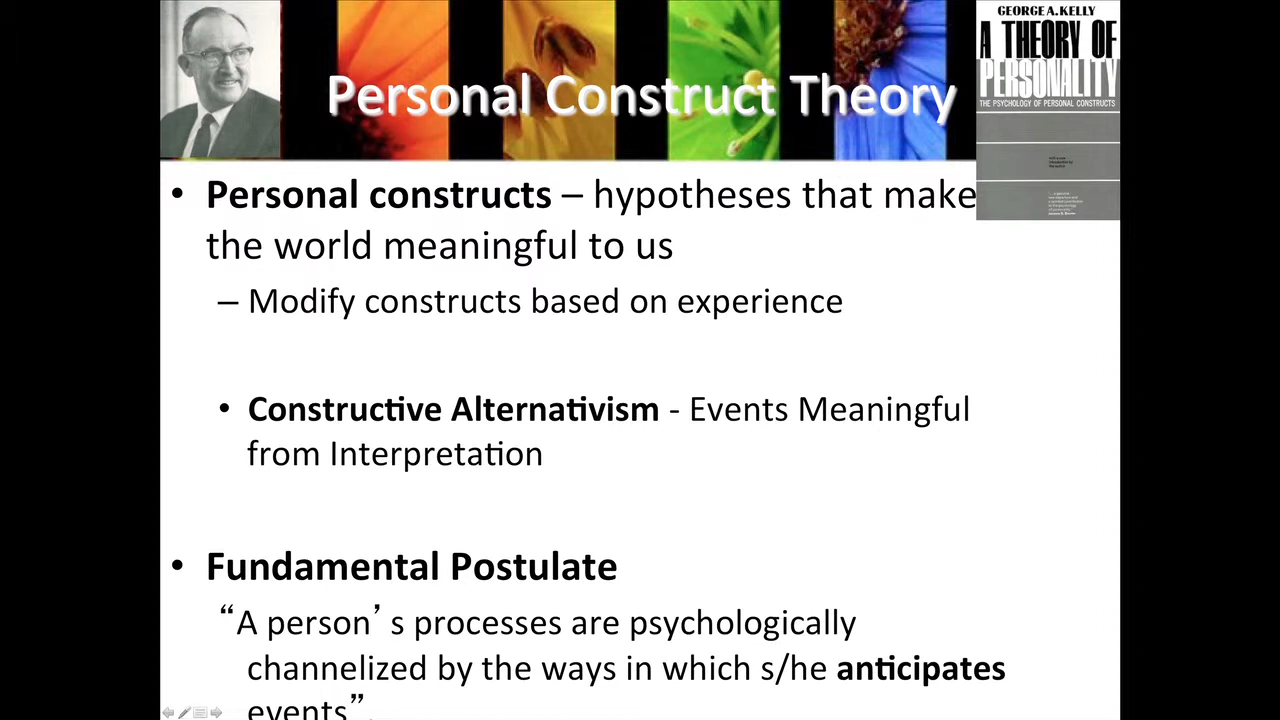 Personal Construct Theory
GEORGE A. KELLY
A THEORY OF
PERSONALITY
THE PSYCHOLOGY OF PERSONAL CONSTRUCTS
• Personal constructs – hypotheses that make
the world meaningful to us
– Modify constructs based on experience
• Constructive Alternativism - Events Meaningful
from Interpretation
• Fundamental Postulate
“A person’s processes are psychologically
channelized by the ways in which s/he anticipates
events”.